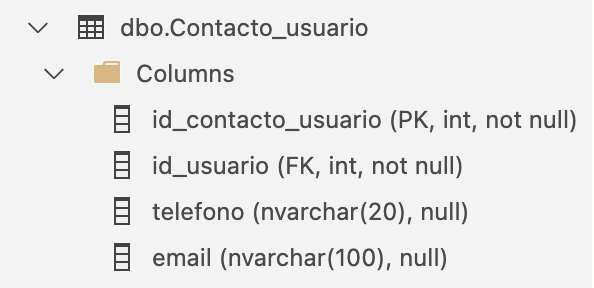 dbo.Contacto_usuario
Columns
id_contacto_usuario (PK, int, not null)
id_usuario (FK, int, not null)
telefono (nvarchar(20), null)
email (nvarchar(100), null)